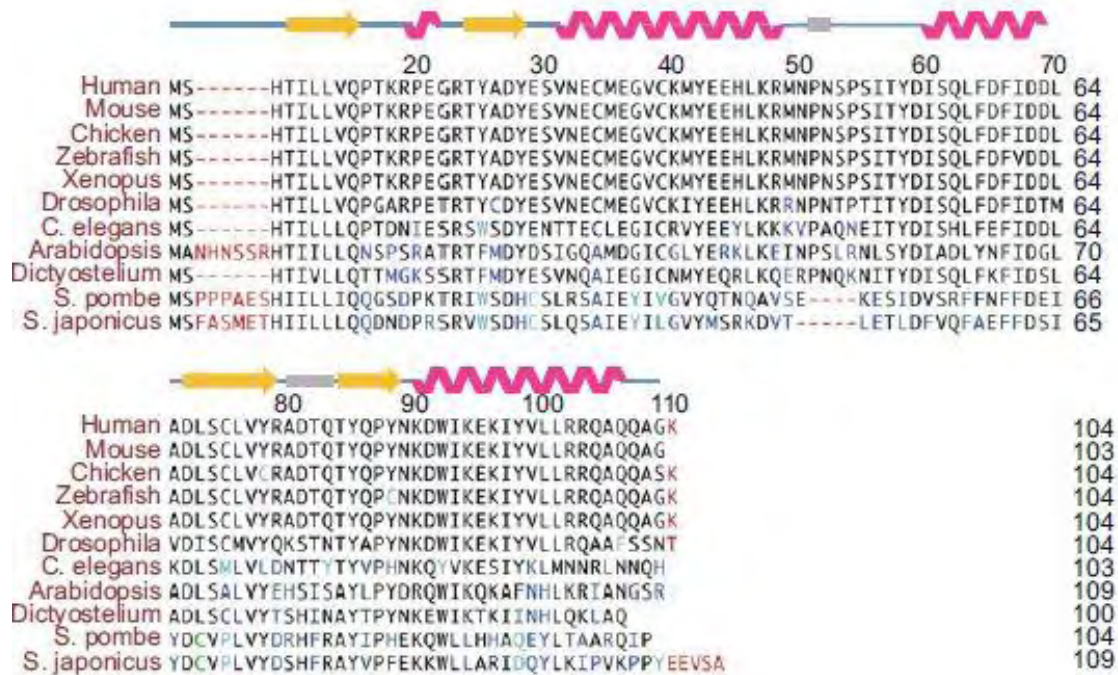 20 30 40 50 60 70
Human MS------HTILLVQPTKRPEGRTYADYESVNECMEGVCKMYEEHLKRMNPNSPSITYDISQLFDFIDDL 64
Mouse MS------HTILLVQPTKRPEGRTYADYESVNECMEGVCKMYEEHLKRMNPNSPSITYDISQLFDFIDDL 64
Chicken MS------HTILLVQPTKRPEGRTYADYESVNECMEGVCKMYEEHLKRMNPNSPSITYDISQLFDFIDDL 64
Zebrafish MS------HTILLVQPTKRPEGRTYADYESVNECMEGVCKMYEEHLKRMNPNSPSITYDISQLFDFVDDL 64
Xenopus MS------HTILLVQPTKRPEGRTYADYESVNECMEGVCKMYEEHLKRMNPNSPSITYDISQLFDFIDDL 64
Drosophila MS------HTILLVQPGARPETRTYCDYESVNECMEGVCKIYEEHLKRRNPNTPTITYDISQLFDFIDTM 64
C. elegans MS------HTILLLQPTDNIESRSWSDYENTTECLEGICRVYEEYLKKKVPAQNEITYDISHLFEFIDDL 64
Arabidopsis MANHNSSRHTIILLQNSPSRATRTFMDYDSIGQAMDGICGLYERKLKEINPSLRNLSYDIADLYNFIDGL 70
Dictyostelium MS------HTIVLLQTTMGKSSRTFMDYESVNQAIEGICNMYEQRLKQERPNQKNITYDISQLFKFIDSL 64
S. pombe MSPPPAESHIILLIQQGSDPKTRIWSDHCSLRSAIEYIVGVYQTNQAVSE----KESIDVSRFFNFFDEI 66
S. japonicus MSFASMETHIILLLQQDNDPRSRVWSDHCSLQSAIEYILGVYMSRKDVT-----LETLDFVQFAEFFDSI 65
80 90 100 110
Human ADLSCLVYRADTQTYQPYNKDWIKEKIYVLLRRQAQQAGK 104
Mouse ADLSCLVYRADTQTYQPYNKDWIKEKIYVLLRRQAQQAG 103
Chicken ADLSCLVCRADTQTYQPYNKDWIKEKIYVLLRRQAQQASK 104
Zebrafish ADLSCLVYRADTQTYQPCNKDWIKEKIYVLLRRQAQQAGK 104
Xenopus ADLSCLVYRADTQTYQPYNKDWIKEKIYVLLRRQAQQAGK 104
Drosophila VDISCMVYQKSTNTYAPYNKDWIKEKIYVLLRQAAFSSNT 104
C. elegans KDLSMLVLDNTTYTYVPHNKQYVKESIYKLMNNRLNNQH 103
Arabidopsis ADLSALVYEHSISAYLPYDRQWIKQKAFNHLKRIANGSR 109
Dictyostelium ADLSCLVYTSHINAYTPYNKEWIKTKIINHLQKLAQ 100
S. pombe YDCVPLVYDRHFRAYIPHEKQWLLHHAQEYLTAARQIP 104
S. japonicus YDCVPLVYDSHFRAYVPFEKKWLLARIDQYLKIPVKPPYEEVSA 109